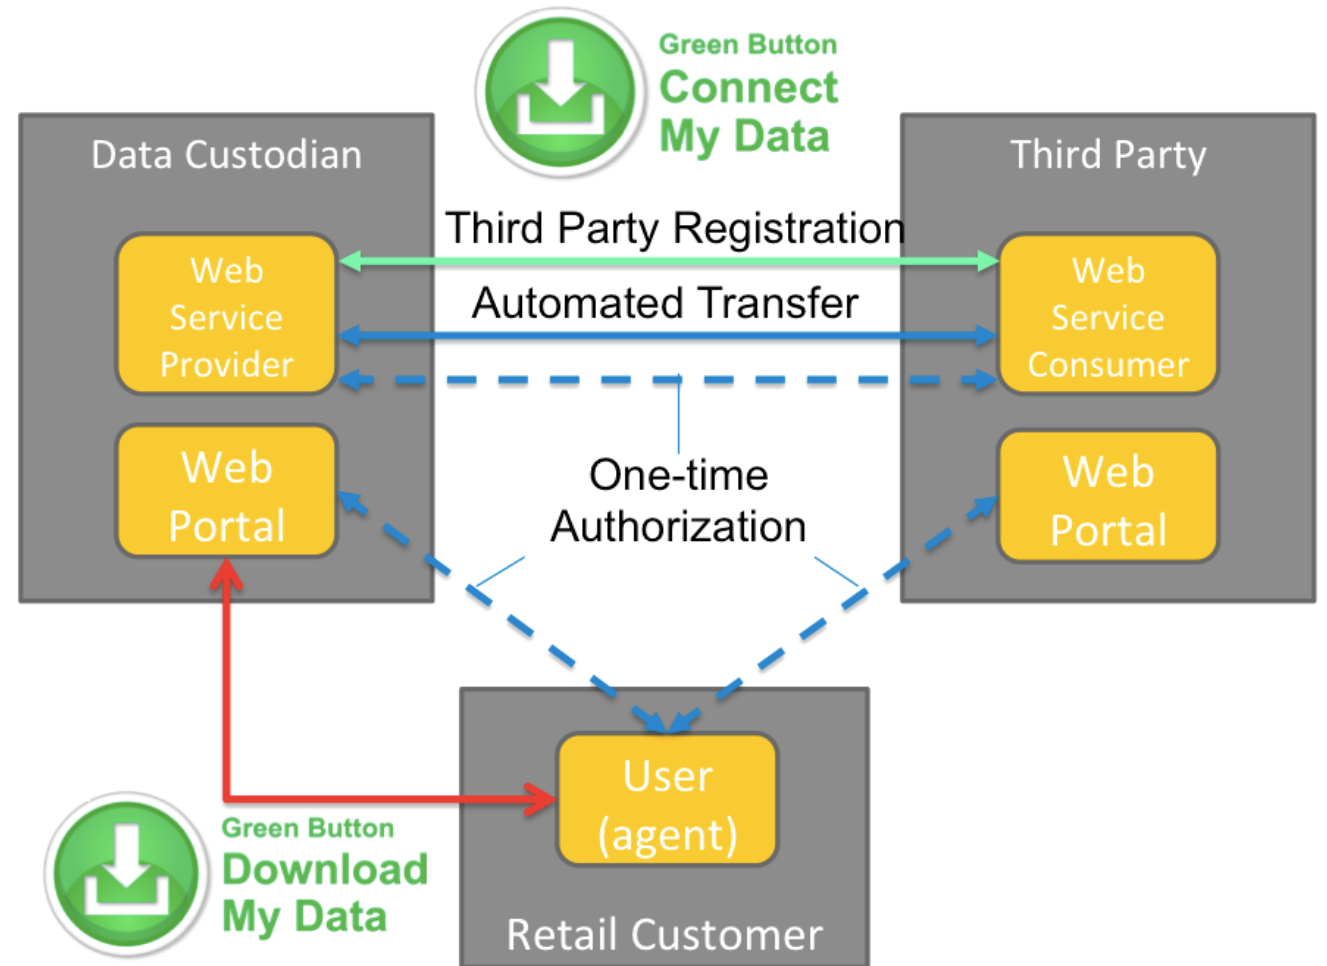 Green Button
Connect
My Data
Data Custodian
Third Party
Third Party Registration
Web
Service
Provider
Web
Service
Consumer
Automated Transfer
One-time
Authorization
Web
Portal
Web
Portal
User
(agent)
Green Button
Download
My Data
Retail Customer